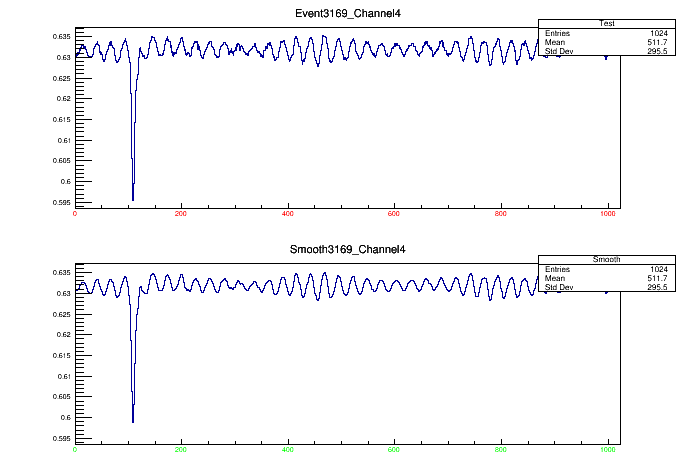 Event3169_Channel4
Test
Entries 1024
Mean 511.7
Std Dev 295.5
0.635
0.63
0.625
0.62
0.615
0.61
0.605
0.6
0.595
0 200 400 600 800 1000
Smooth3169_Channel4
Smooth
Entries 1024
Mean 511.7
Std Dev 295.5
0.635
0.63
0.625
0.62
0.615
0.61
0.605
0.6
0.595
0 200 400 600 800 1000